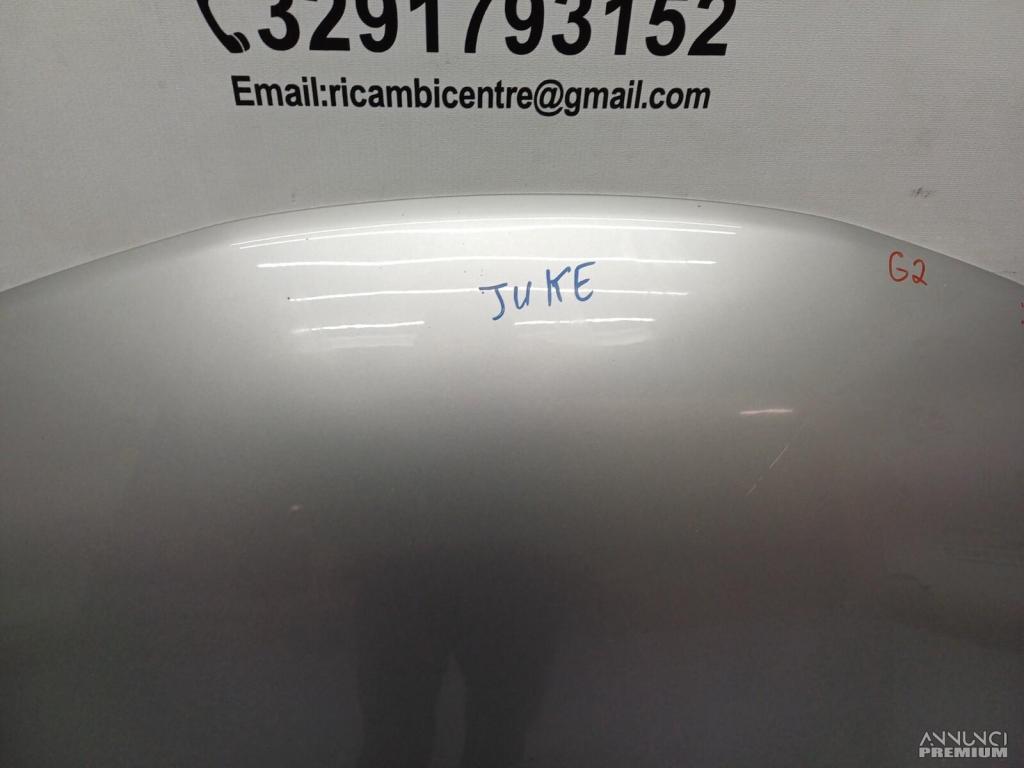 3291793152
Email:ricambicentre@gmail.com
JUKE
G2
ANNUNCI
PREMIUM